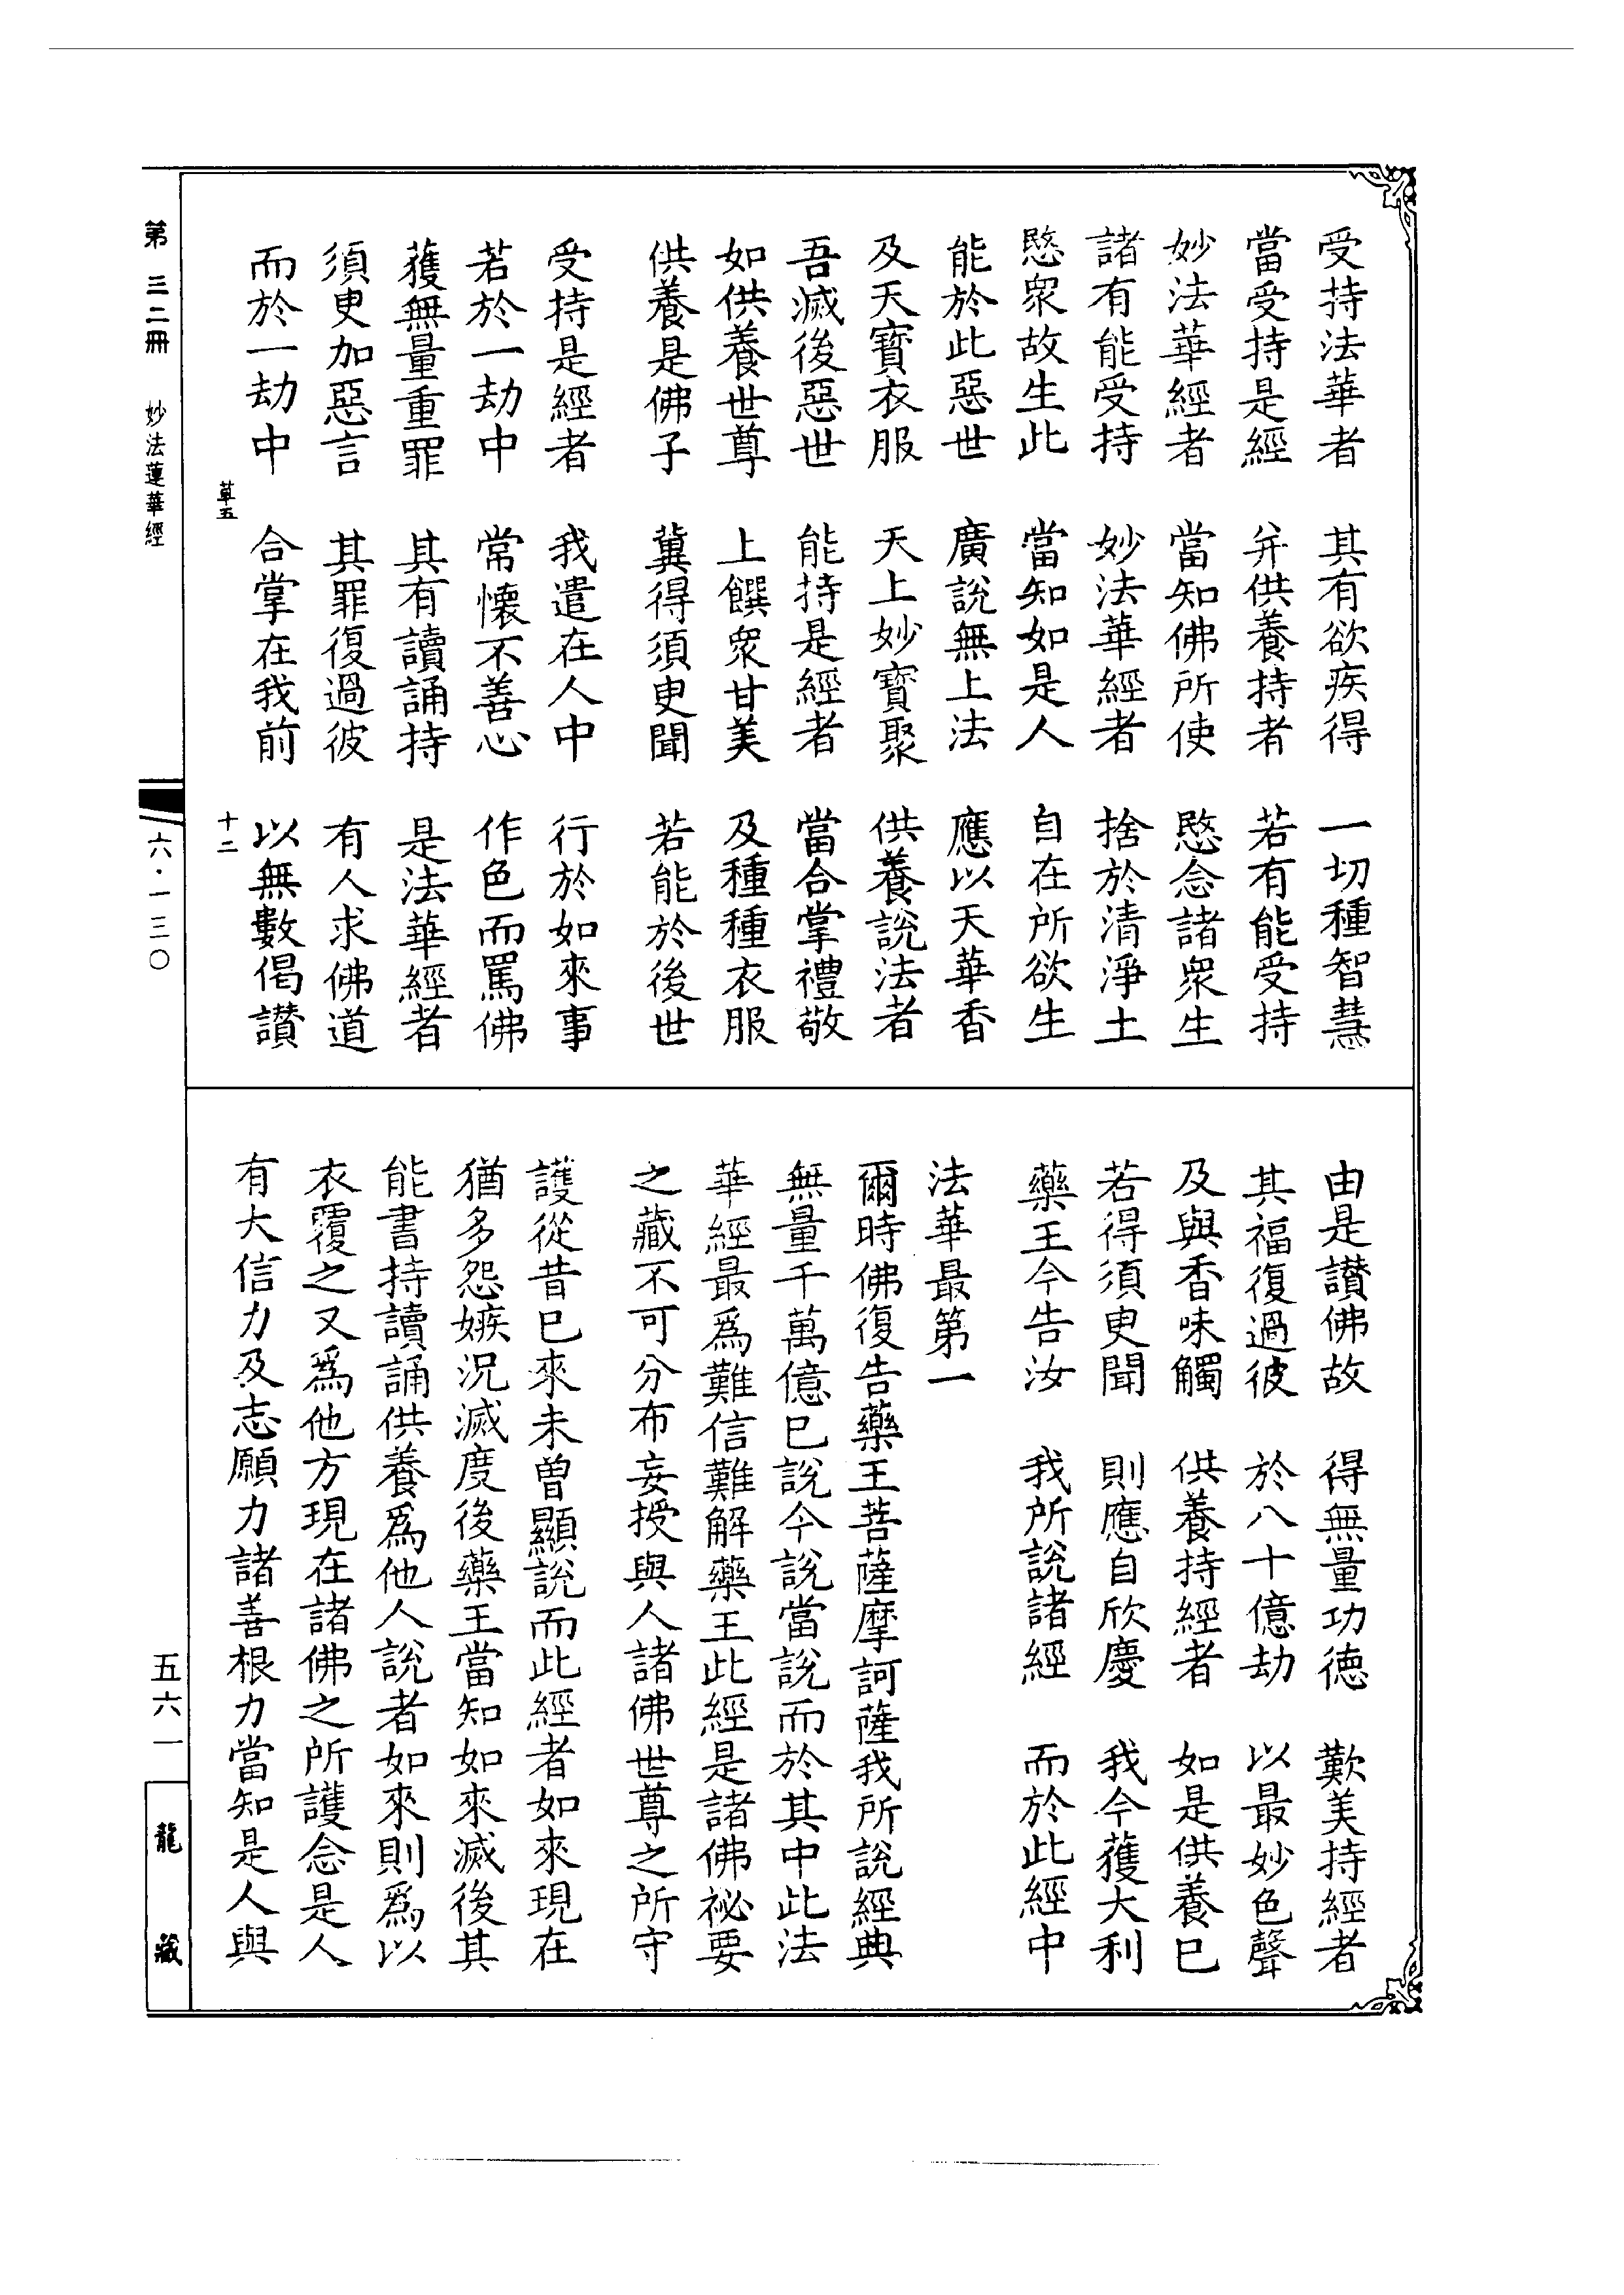 受持法華者　其有欲疾得　一切種智慧
當受持是經　并供養持者　若有能受持
妙法華經者　當知佛所使　愍念諸衆生
諸有能受持　妙法華經者　捨於清淨土
愍衆故生此　當知如是人　自在所欲生
能於此惡世　廣說無上法　應以天華香
及天寶衣服　天上妙寶聚　供養說法者
吾滅後惡世　能持是經者　當合掌禮敬
如供養世尊　上饌衆甘美　及種種衣服
供養是佛子　冀得須臾聞　若能於後世
受持是經者　我遣在人中　行於如來事
若於一劫中　常懷不善心　作色而罵佛
獲無量重罪　其有讀誦持　是法華經者
須臾加惡言　其罪復過彼　有人求佛道
而於一劫中　合掌在我前　以無數偈讚
草五　十二
由是讚佛故　得無量功德　歎美持經者
其福復過彼　於八十億劫　以最妙色聲
及與香味觸　供養持經者　如是供養已
若得須臾聞　則應自欣慶　我今獲大利
藥王今告汝　我所說諸經　而於此經中
法華最第一
爾時佛復告藥王菩薩摩訶薩我所說經典
無量千萬億已說今說當說而於其中此法
華經最爲難信難解藥王此經是諸佛祕要
之藏不可分布妄授與人諸佛世尊之所守
護從昔已來未曾顯說而此經者如來現在
猶多怨嫉況滅度後藥王當知如來滅後其
能書持讀誦供養爲他人說者如來則爲以
衣覆之又爲他方現在諸佛之所護念是人
有大信力及志願力諸善根力當知是人與
第三二冊　妙法蓮華經　六·一三〇　五六一　龍藏